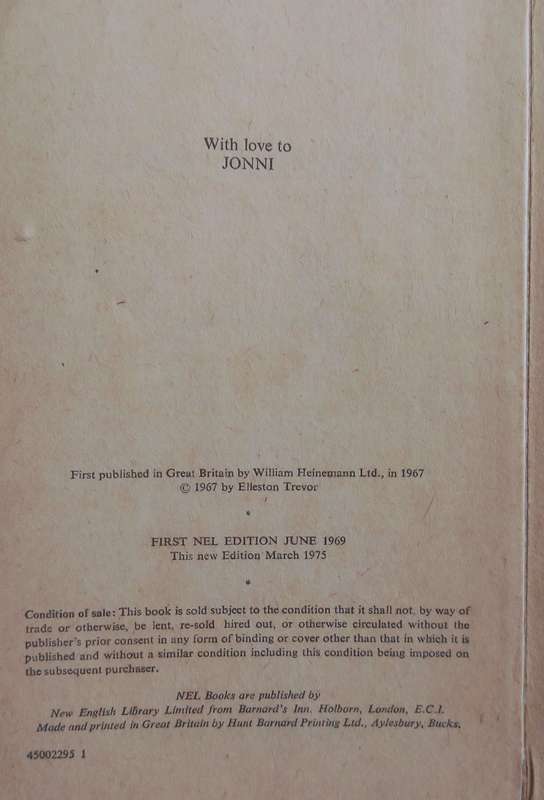 With love to
JONNI
First published in Great Britain by William Heinemann Ltd., in 1967
© 1967 by Elleston Trevor
*
FIRST NEL EDITION JUNE 1969
This new Edition March 1975
*
Condition of sale: This book is sold subject to the condition that it shall not, by way of
trade or otherwise, be lent, re-sold hired out, or otherwise circulated without the
publisher's prior consent in any form of binding or cover other than that in which it is
published and without a similar condition including this condition being imposed on
the subsequent purchaser.
NEL Books are published by
New English Library Limited from Barnard's Inn. Holborn, London, E.C.1.
Made and printed in Great Britain by Hunt Barnard Printing Ltd., Aylesbury, Bucks.
45002295 1